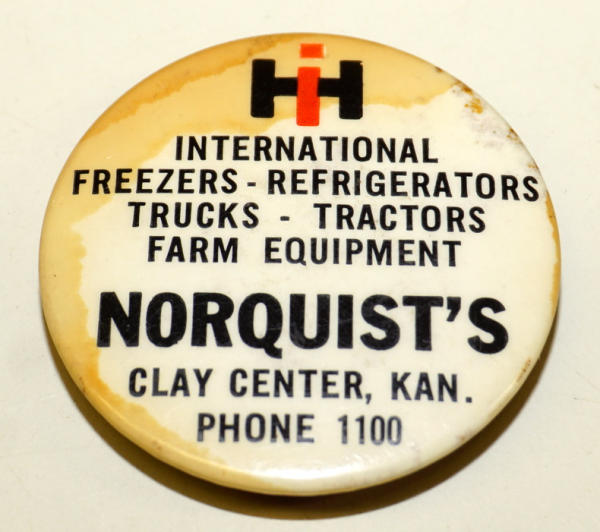 IH
INTERNATIONAL
FREEZERS - REFRIGERATORS
TRUCKS - TRACTORS
FARM EQUIPMENT
NORQUIST'S
CLAY CENTER, KAN.
PHONE 1100